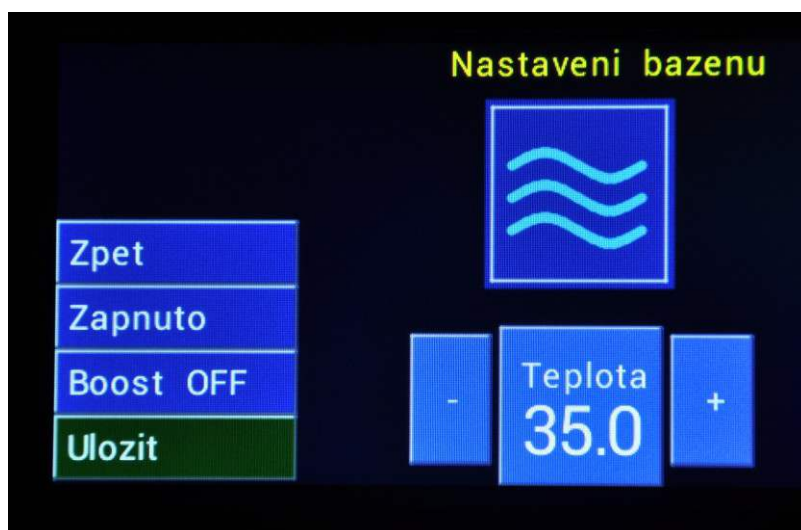 Nastaveni bazenu
Zpet
Zapnuto
Boost OFF
Ulozit
-
Teplota
35.0
+